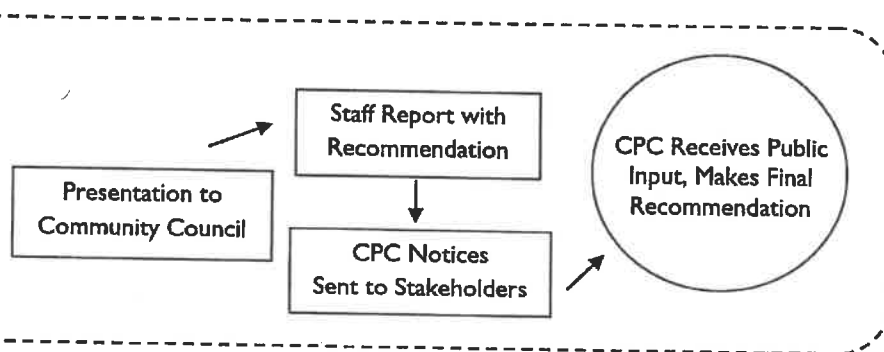 Presentation to
Community Council
Staff Report with
Recommendation
CPC Notices
Sent to Stakeholders
CPC Receives Public
Input, Makes Final
Recommendation